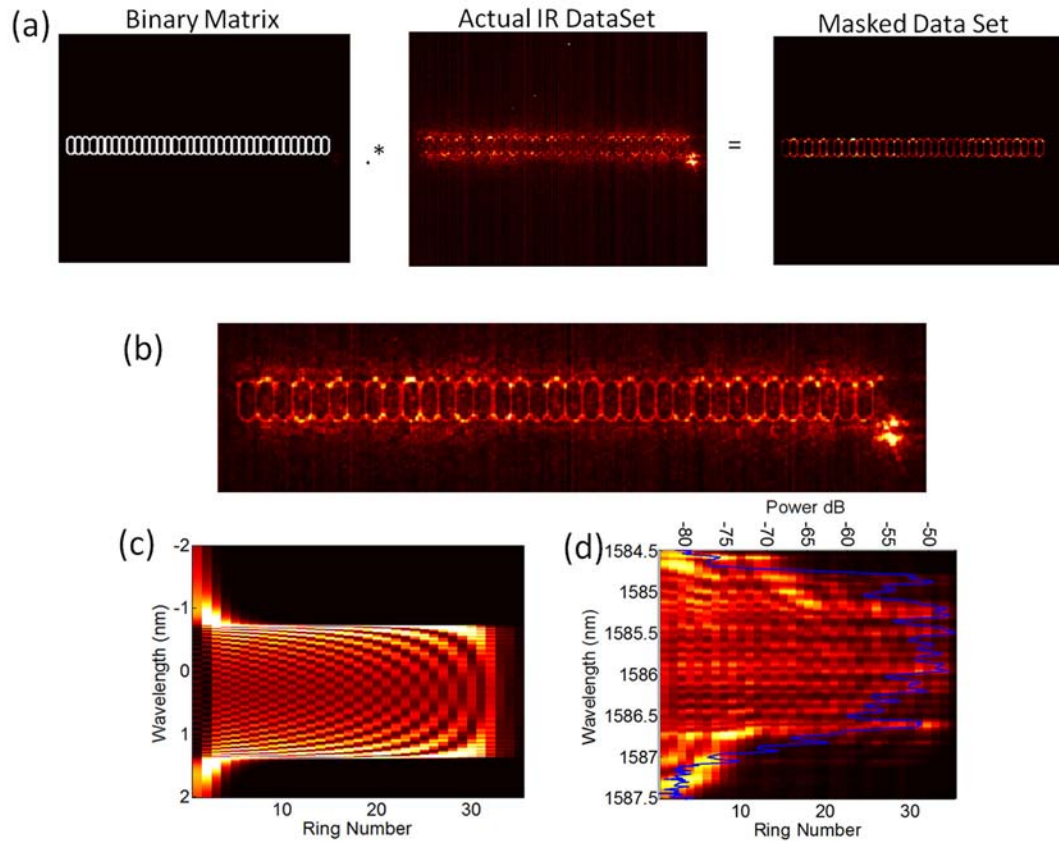 (a)
Binary Matrix
Actual IR DataSet
Masked Data Set
.*
=
(b)
(c)
-2
-1
0
1
2
Wavelength (nm)
10
20
30
Ring Number
(d)
Power dB
-80
-75
-70
-65
-60
-55
-50
1584.5
1585
1585.5
1586
1586.5
1587
1587.5
Wavelength (nm)
10
20
30
Ring Number